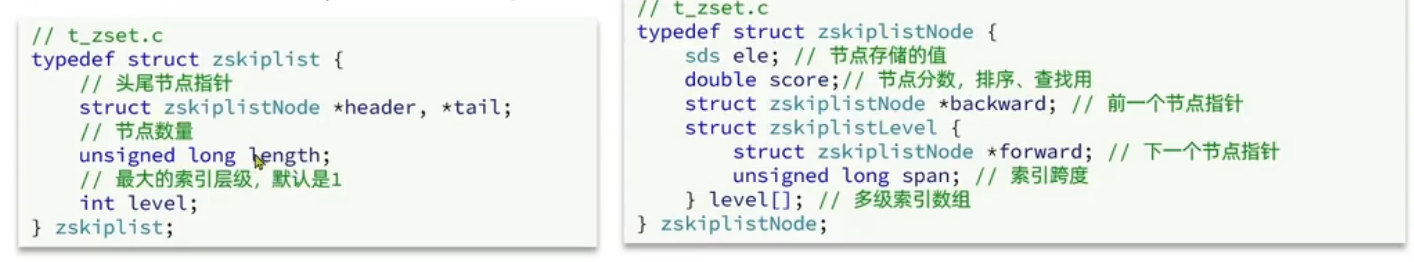 // t_zset.c
typedef struct zskiplist {
// 头尾节点指针
struct zskiplistNode *header, *tail;
// 节点数量
unsigned long length;
// 最大的索引层级，默认是1
int level;
} zskiplist;
// t_zset.c
typedef struct zskiplistNode {
sds ele; // 节点存储的值
double score;// 节点分数，排序、查找用
struct zskiplistNode *backward; // 前一个节点指针
struct zskiplistLevel {
struct zskiplistNode *forward; // 下一个节点指针
unsigned long span; // 索引跨度
} level[]; // 多级索引数组
} zskiplistNode;